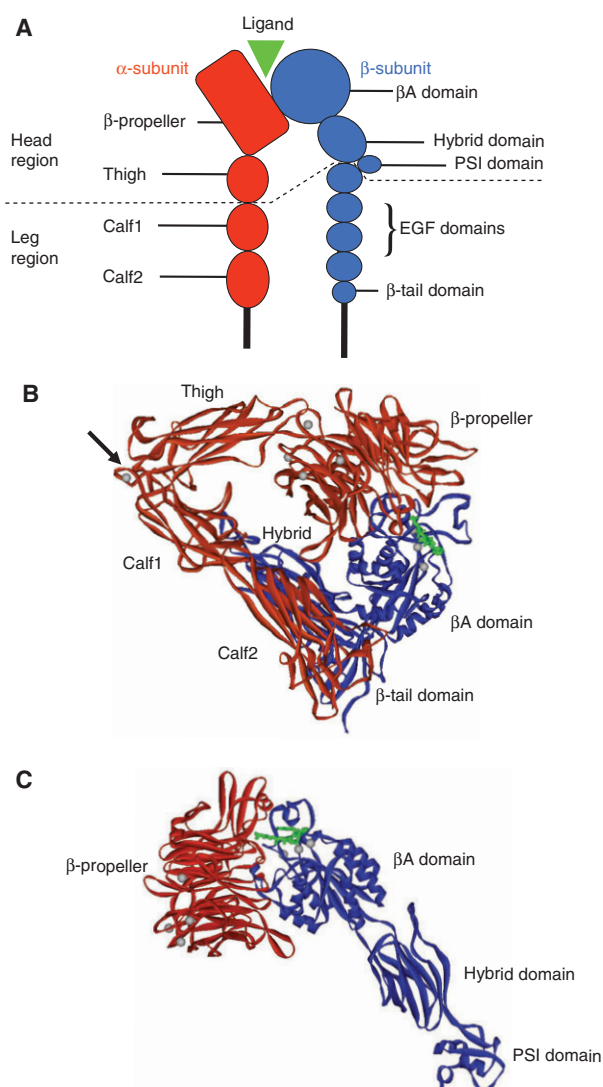 A
Ligand
α-subunit
β-subunit
βA domain
β-propeller
Hybrid domain
PSI domain
Head
region
Thigh
Calf1
EGF domains
Leg
region
Calf2
β-tail domain
B
Thigh
β-propeller
Hybrid
Calf1
βA domain
Calf2
β-tail domain
C
β-propeller
βA domain
Hybrid domain
PSI domain